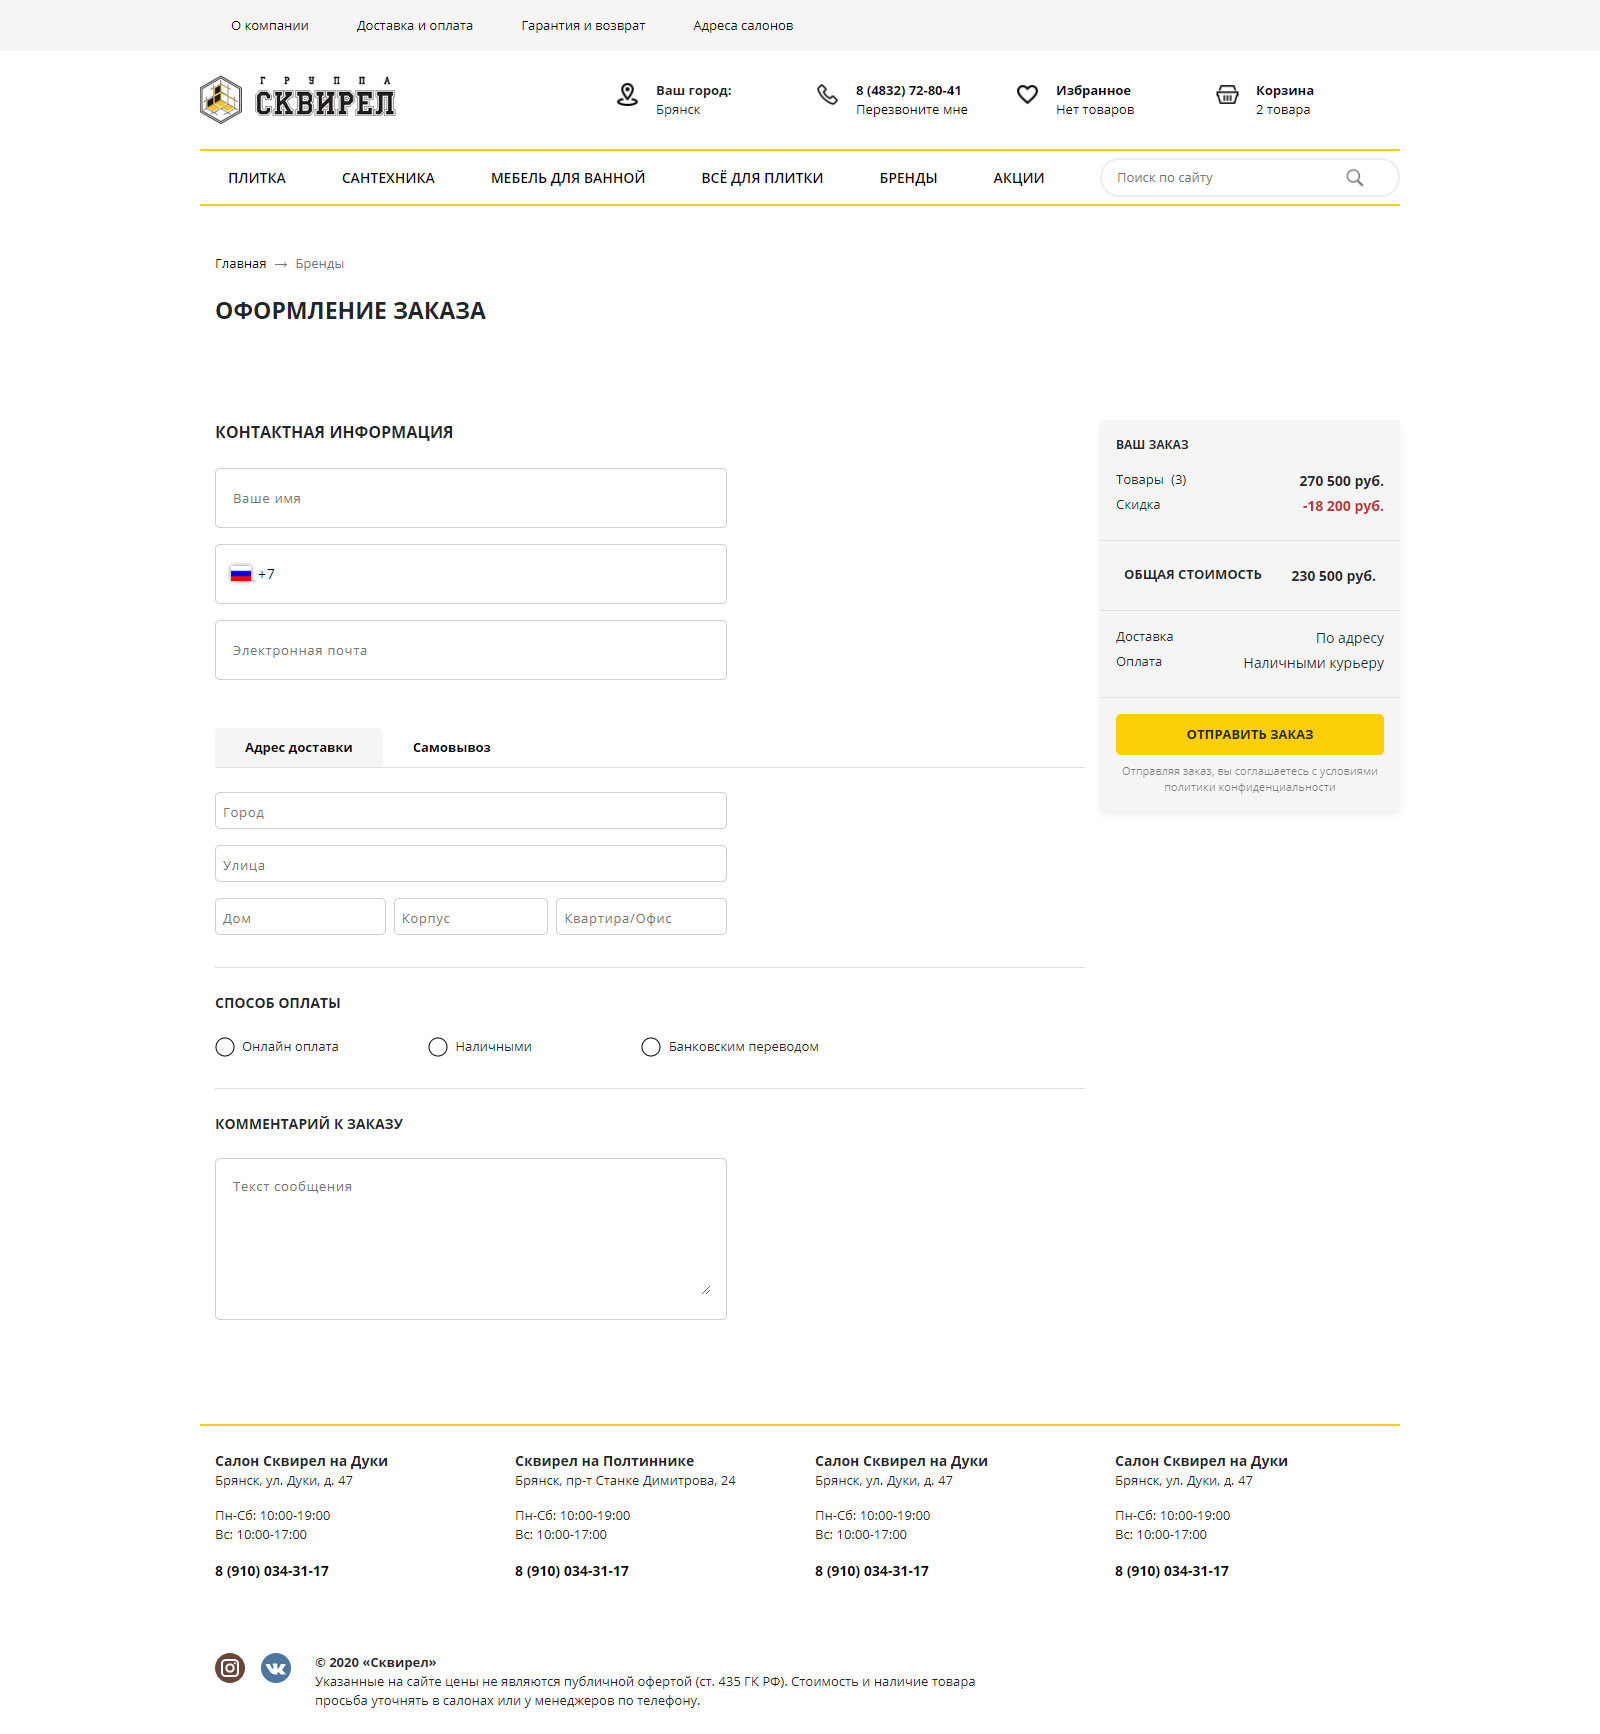 О компании Доставка и оплата Гарантия и возврат Адреса салонов
ГРУППА
СКВИРЕЛ
Ваш город:
Брянск
8 (4832) 72-80-41
Перезвоните мне
Избранное
Нет товаров
Корзина
2 товара
ПЛИТКА САНТЕХНИКА МЕБЕЛЬ ДЛЯ ВАННОЙ ВСЁ ДЛЯ ПЛИТКИ БРЕНДЫ АКЦИИ Поиск по сайту
Главная → Бренды
ОФОРМЛЕНИЕ ЗАКАЗА
КОНТАКТНАЯ ИНФОРМАЦИЯ
Ваше имя
+7
Электронная почта
Адрес доставки Самовывоз
Город
Улица
Дом Корпус Квартира/Офис
СПОСОБ ОПЛАТЫ
Онлайн оплата Наличными Банковским переводом
КОММЕНТАРИЙ К ЗАКАЗУ
Текст сообщения
ВАШ ЗАКАЗ
Товары (3) 270 500 руб.
Скидка -18 200 руб.
ОБЩАЯ СТОИМОСТЬ 230 500 руб.
Доставка По адресу
Оплата Наличными курьеру
ОТПРАВИТЬ ЗАКАЗ
Отправляя заказ, вы соглашаетесь с условиями
политики конфиденциальности
Салон Сквирел на Дуки
Брянск, ул. Дуки, д. 47
Пн-Сб: 10:00-19:00
Вс: 10:00-17:00
8 (910) 034-31-17
Сквирел на Полтиннике
Брянск, пр-т Станке Димитрова, 24
Пн-Сб: 10:00-19:00
Вс: 10:00-17:00
8 (910) 034-31-17
Салон Сквирел на Дуки
Брянск, ул. Дуки, д. 47
Пн-Сб: 10:00-19:00
Вс: 10:00-17:00
8 (910) 034-31-17
Салон Сквирел на Дуки
Брянск, ул. Дуки, д. 47
Пн-Сб: 10:00-19:00
Вс: 10:00-17:00
8 (910) 034-31-17
© 2020 «Сквирел»
Указанные на сайте цены не являются публичной офертой (ст. 435 ГК РФ). Стоимость и наличие товара
просьба уточнять в салонах или у менеджеров по телефону.